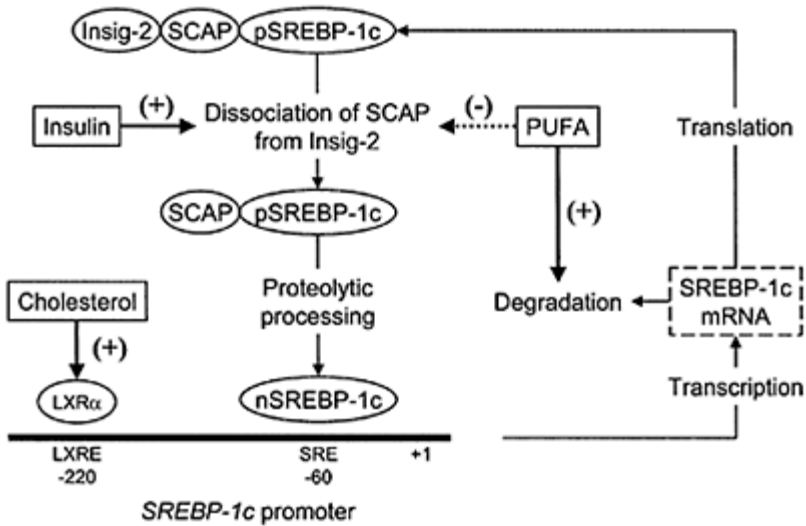 Insig-2 SCAP pSREBP-1c
(+) Dissociation of SCAP (-)
Insulin from Insig-2 PUFA Translation
SCAP pSREBP-1c (+)
Cholesterol Proteolytic Degradation SREBP-1c
processing mRNA
(+)
LXRα nSREBP-1c Transcription
LXRE SRE +1
-220 -60
SREBP-1c promoter